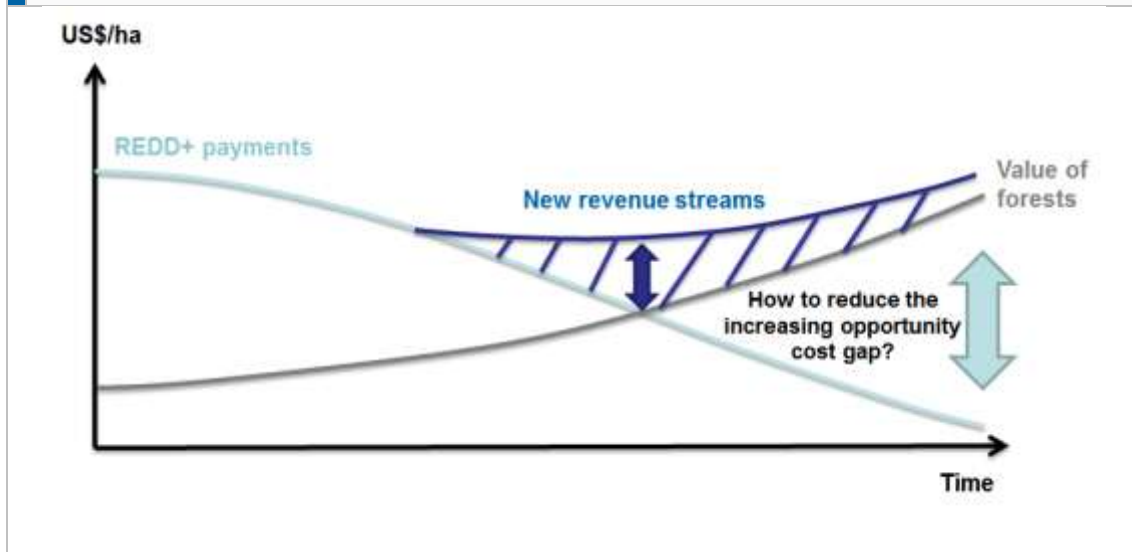 US$/ha
REDD+ payments
New revenue streams
Value of
forests
How to reduce the
increasing opportunity
cost gap?
Time